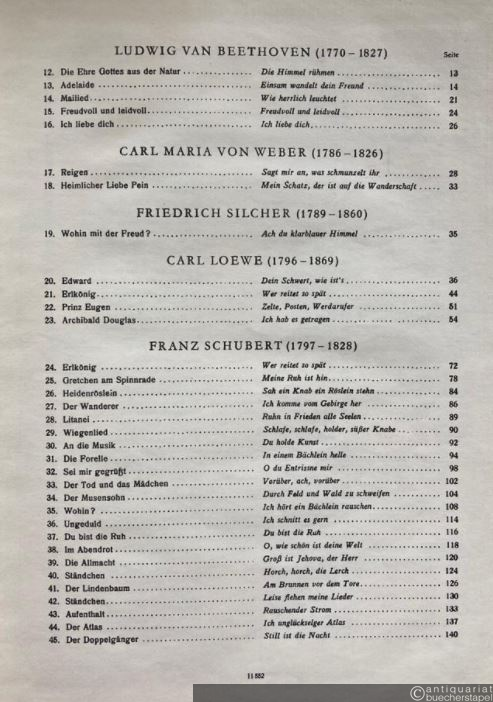 LUDWIG VAN BEETHOVEN (1770 – 1827)
Seite
12. Die Ehre Gottes aus der Natur Die Himmel rühmen 13
13. Adelaide Einsam wandelt dein Freund 14
14. Mailied Wie herrlich leuchtet 21
15. Freudvoll und leidvoll Freudvoll und leidvoll 24
16. Ich liebe dich Ich liebe dich 26
CARL MARIA VON WEBER (1786 – 1826)
17. Reigen Sagt mir an, was schmunzelt ihr 28
18. Heimlicher Liebe Pein Mein Schatz, der ist auf die Wanderschaft 33
FRIEDRICH SILCHER (1789 – 1860)
19. Wohin mit der Freud? Ach du klarblauer Himmel 35
CARL LOEWE (1796 – 1869)
20. Edward Dein Schwert, wie ist's 36
21. Erlkönig Wer reitet so spät 44
22. Prinz Eugen Zelte, Posten, Werdarufer 51
23. Archibald Douglas Ich hab es getragen 54
FRANZ SCHUBERT (1797 – 1828)
24. Erlkönig Wer reitet so spät 72
25. Gretchen am Spinnrade Meine Ruh ist hin 78
26. Heidenröslein Sah ein Knab ein Röslein stehn 84
27. Der Wanderer Ich komme vom Gebirge her 86
28. Litanei Ruhn in Frieden alle Seelen 89
29. Wiegenlied Schlafe, schlafe, holder, süßer Knabe 90
30. An die Musik Du holde Kunst 92
31. Die Forelle In einem Bächlein helle 94
32. Sei mir gegrüßt O du Entrissne mir 98
33. Der Tod und das Mädchen Vorüber, ach, vorüber 102
34. Der Musensohn Durch Feld und Wald zu schweifen 104
35. Wohin? Ich hört ein Bächlein rauschen 108
36. Ungeduld Ich schnitt es gern 114
37. Du bist die Ruh Du bist die Ruh 116
38. Im Abendrot O, wie schön ist deine Welt 118
39. Die Allmacht Groß ist Jehova, der Herr 120
40. Ständchen Horch, horch, die Lerch 124
41. Der Lindenbaum Am Brunnen vor dem Tore 126
42. Ständchen Leise flehen meine Lieder 130
43. Aufenthalt Rauschender Strom 133
44. Der Atlas Ich unglückselger Atlas 137
45. Der Doppelgänger Still ist die Nacht 140
11552
© antiquariat
buecherstapel